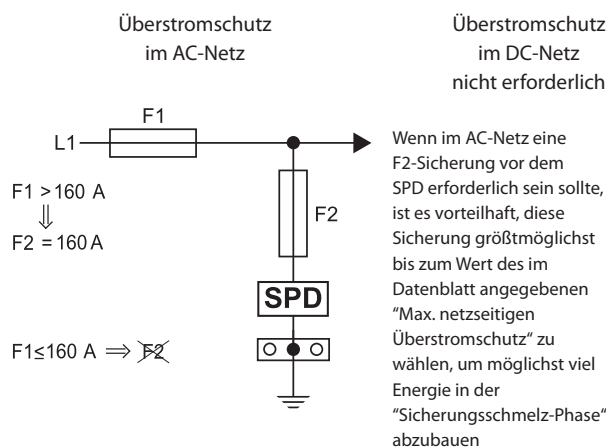 Überstromschutz
im AC-Netz
Überstromschutz
im DC-Netz
nicht erforderlich
F1
L1
F1 > 160 A
⇓
F2 = 160 A
F2
SPD
F1≤160 A ⇒ F2
Wenn im AC-Netz eine
F2-Sicherung vor dem
SPD erforderlich sein sollte,
ist es vorteilhaft, diese
Sicherung größtmöglichst
bis zum Wert des im
Datenblatt angegebenen
"Max. netzseitigen
Überstromschutz“ zu
wählen, um möglichst viel
Energie in der
"Sicherungsschmelz-Phase“
abzubauen